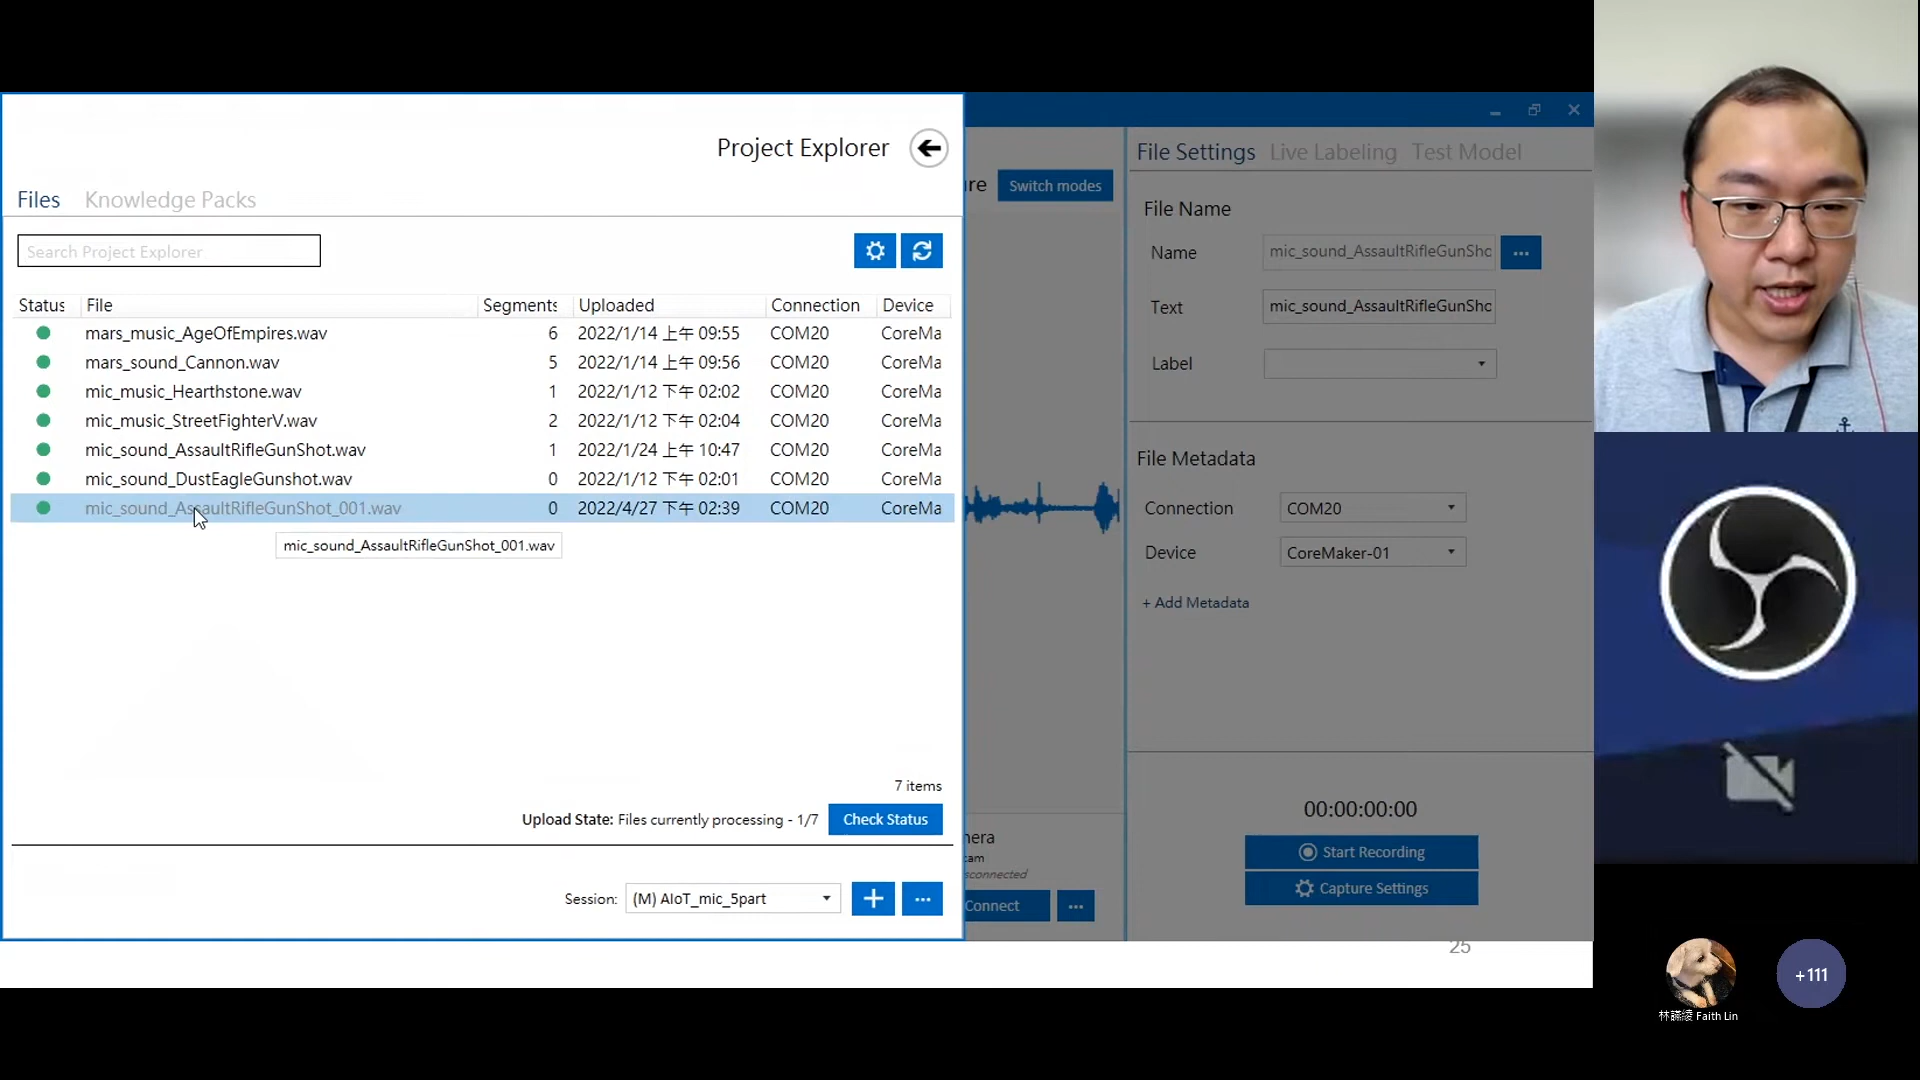 Project Explorer
Files Knowledge Packs
Search Project Explorer
Status File Segments Uploaded Connection Device
mars_music_AgeOfEmpires.wav 6 2022/1/14 上午 09:55 COM20 CoreMa
mars_sound_Cannon.wav 5 2022/1/14 上午 09:56 COM20 CoreMa
mic_music_Hearthstone.wav 1 2022/1/12 下午 02:02 COM20 CoreMa
mic_music_StreetFighterV.wav 2 2022/1/12 下午 02:04 COM20 CoreMa
mic_sound_AssaultRifleGunShot.wav 1 2022/1/24 上午 10:47 COM20 CoreMa
mic_sound_DustEagleGunshot.wav 0 2022/1/12 下午 02:01 COM20 CoreMa
mic_sound_AssaultRifleGunShot_001.wav 0 2022/4/27 下午 02:39 COM20 CoreMa
mic_sound_AssaultRifleGunShot_001.wav
7 items
Upload State: Files currently processing - 1/7 Check Status
Session: (M) AIoT_mic_5part
ire Switch modes
nera
cam
sconnected
Connect
File Settings Live Labeling Test Model
File Name
Name mic_sound_AssaultRifleGunSho
Text mic_sound_AssaultRifleGunSho
Label
File Metadata
Connection COM20
Device CoreMaker-01
+ Add Metadata
00:00:00:00
Start Recording
Capture Settings
25
Faith Lin
+111